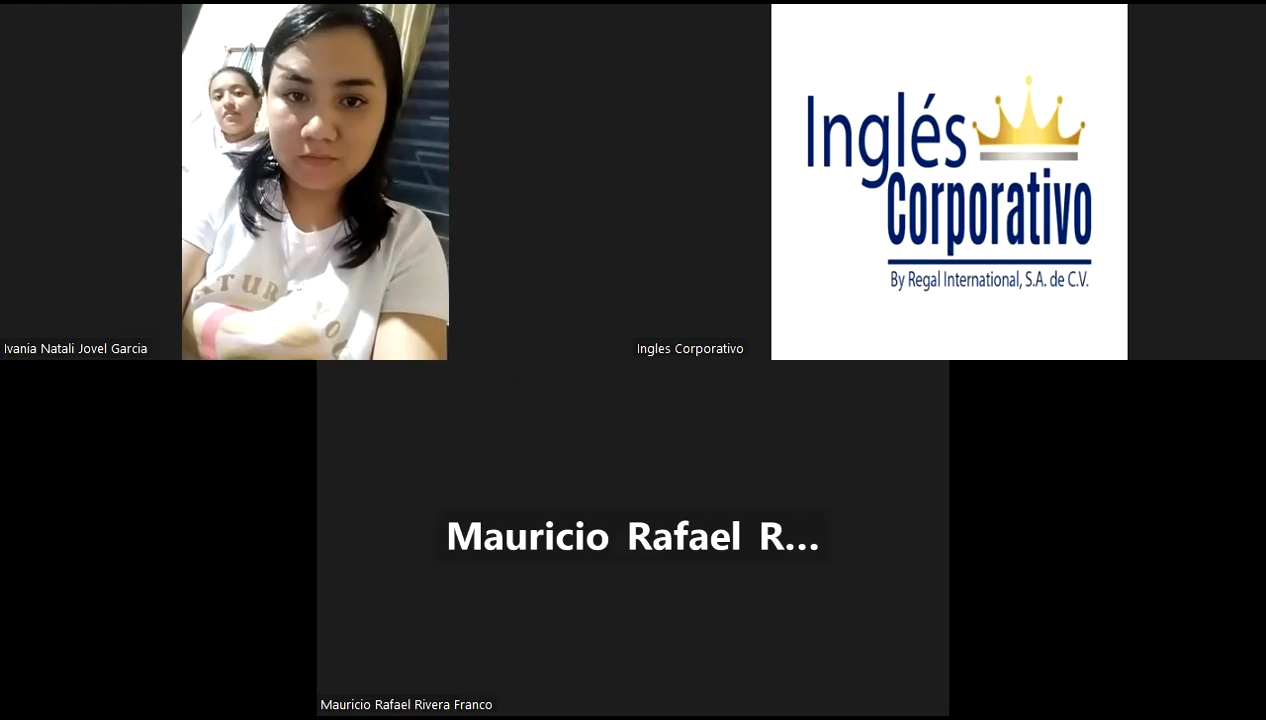 Inglés
Corporativo
By Regal International, S.A. de C.V.
Ivania Natali Jovel Garcia
Ingles Corporativo
Mauricio Rafael R...
Mauricio Rafael Rivera Franco